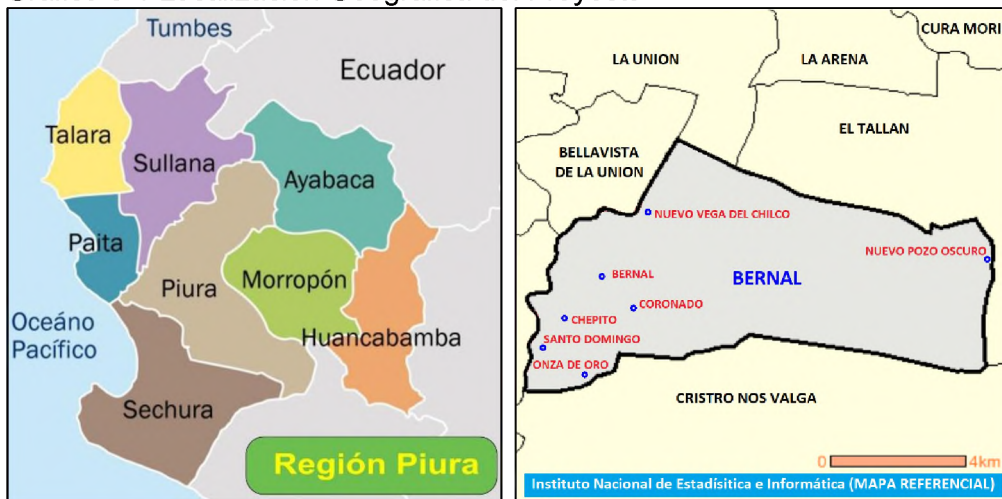 Tumbes
Ecuador
Talara
Sullana
Ayabaca
Paita
Piura
Morropón
Océano
Pacífico
Huancabamba
Sechura
Región Piura
CURA MORI
LA UNION
LA ARENA
EL TALLAN
BELLAVISTA
DE LA UNION
NUEVO VEGA DEL CHILCO
NUEVO POZO OSCURO
BERNAL
BERNAL
CORONADO
CHEPITO
SANTO DOMINGO
ONZA DE ORO
CRISTRO NOS VALGA
0 4km
Instituto Nacional de Estadísitica e Informática (MAPA REFERENCIAL)